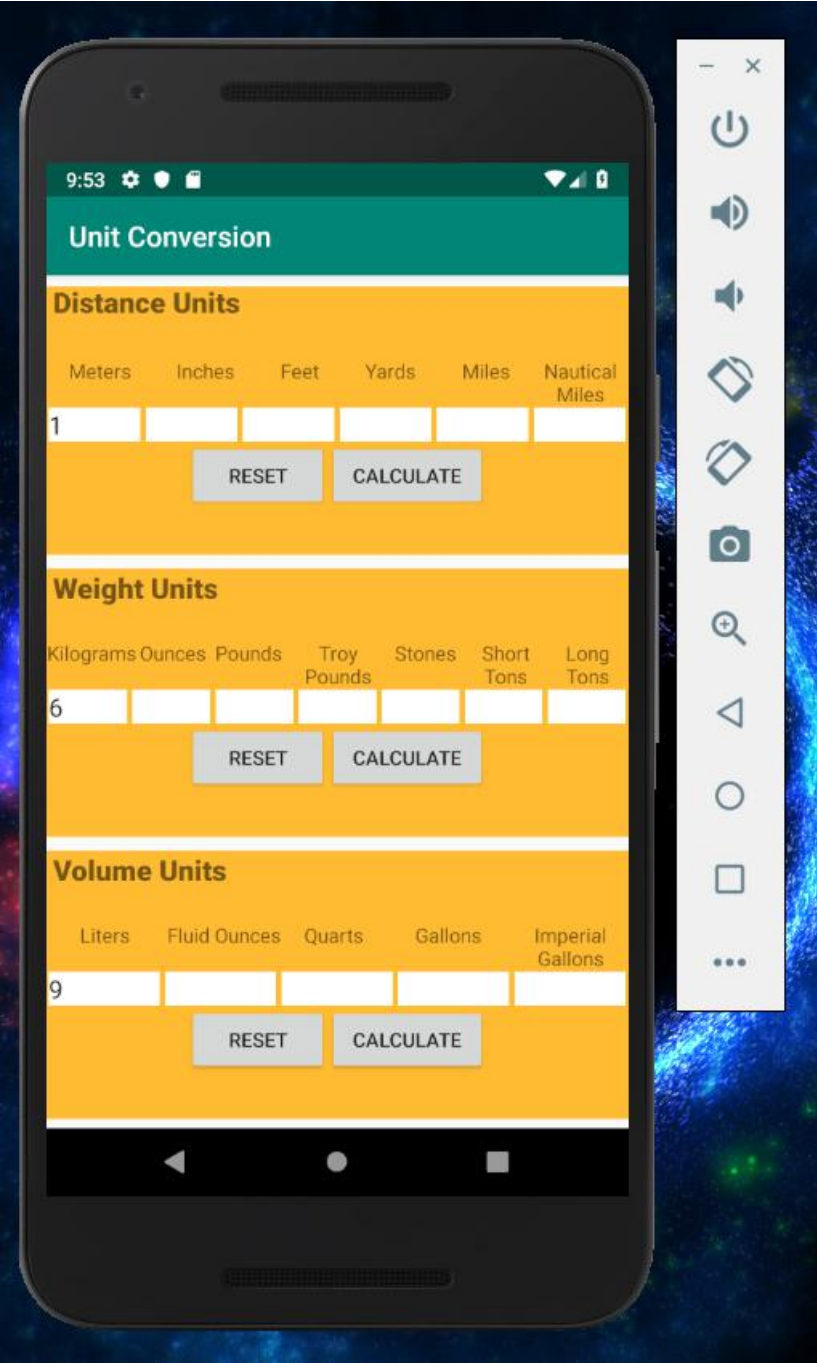 9:53
Unit Conversion
Distance Units
Meters Inches Feet Yards Miles Nautical Miles
1
RESET CALCULATE
Weight Units
Kilograms Ounces Pounds Troy Pounds Stones Short Tons Long Tons
6
RESET CALCULATE
Volume Units
Liters Fluid Ounces Quarts Gallons Imperial Gallons
9
RESET CALCULATE